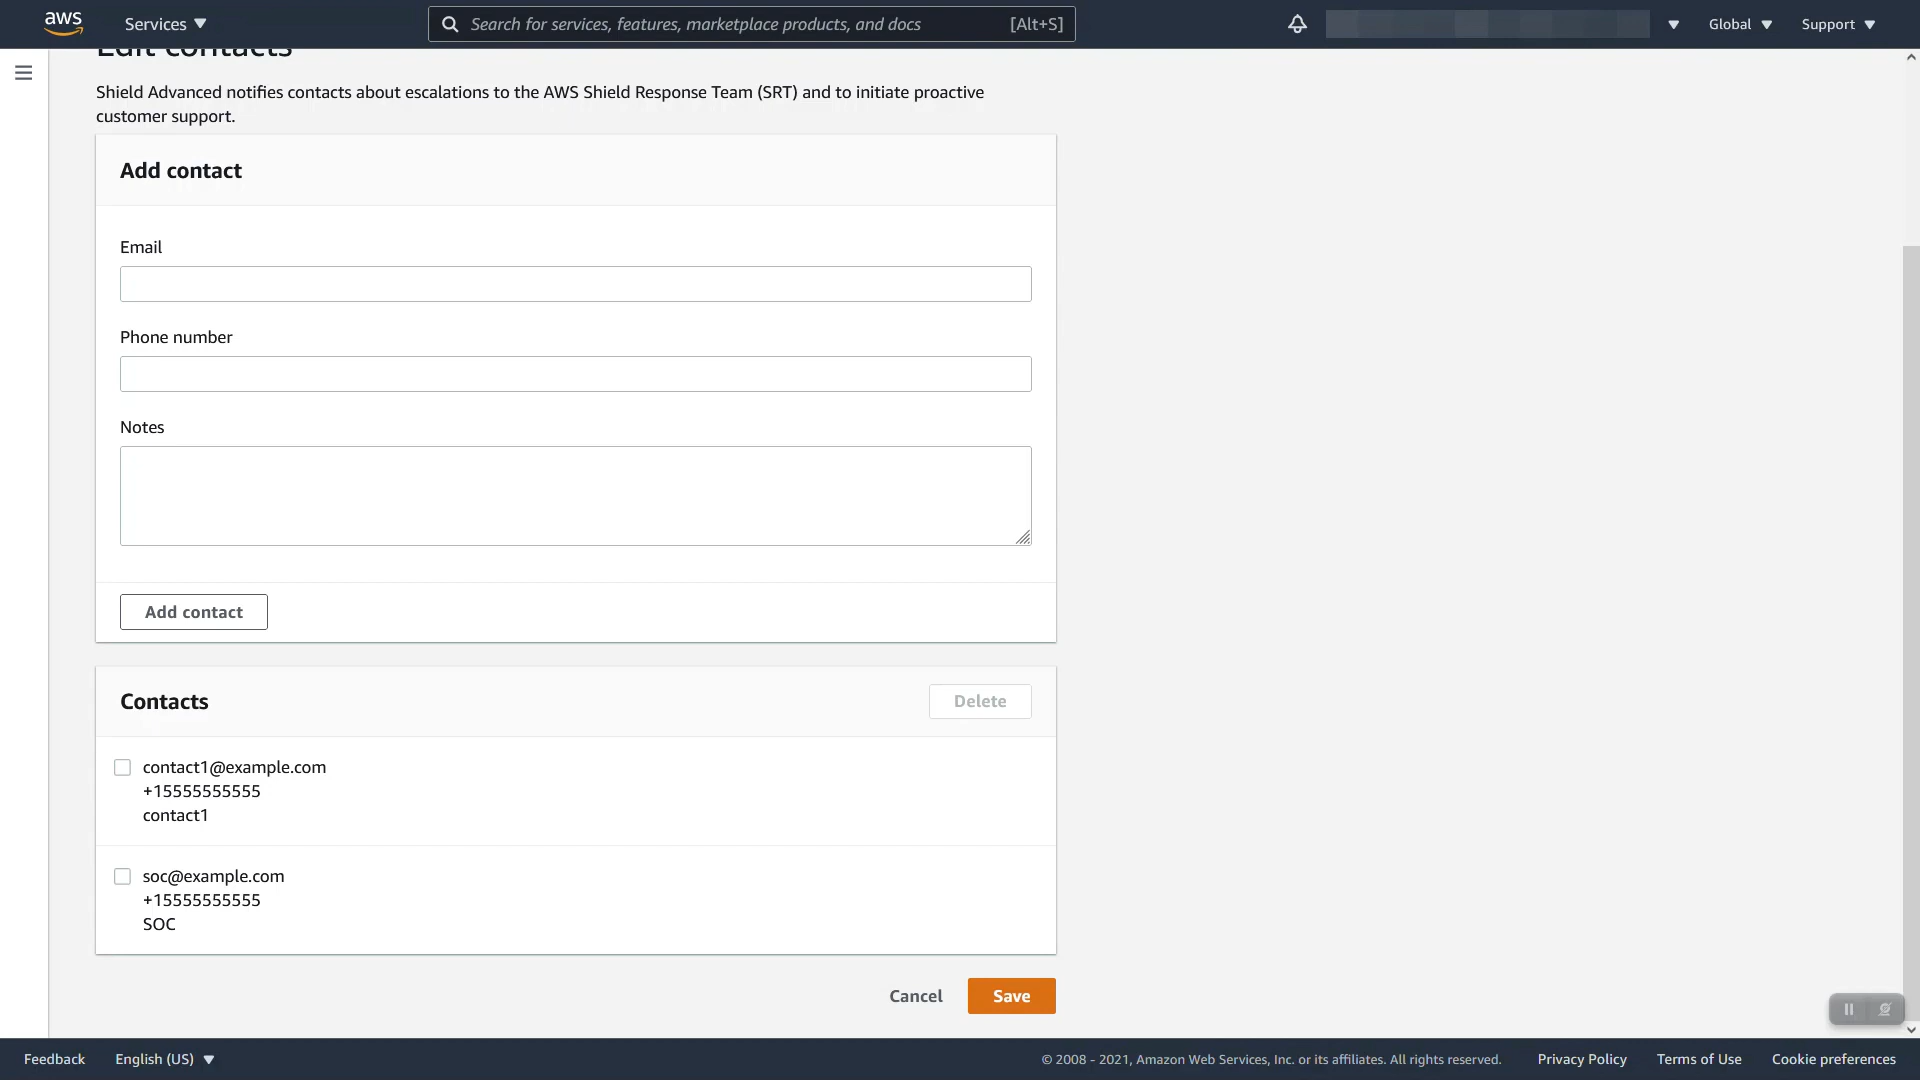 aws
Services
Search for services, features, marketplace products, and docs
[Alt+S]
Global
Support
Edit contacts
Shield Advanced notifies contacts about escalations to the AWS Shield Response Team (SRT) and to initiate proactive
customer support.
Add contact
Email
Phone number
Notes
Add contact
Contacts
Delete
contact1@example.com
+15555555555
contact1
soc@example.com
+15555555555
SOC
Cancel
Save
Feedback
English (US)
© 2008 - 2021, Amazon Web Services, Inc. or its affiliates. All rights reserved.
Privacy Policy
Terms of Use
Cookie preferences